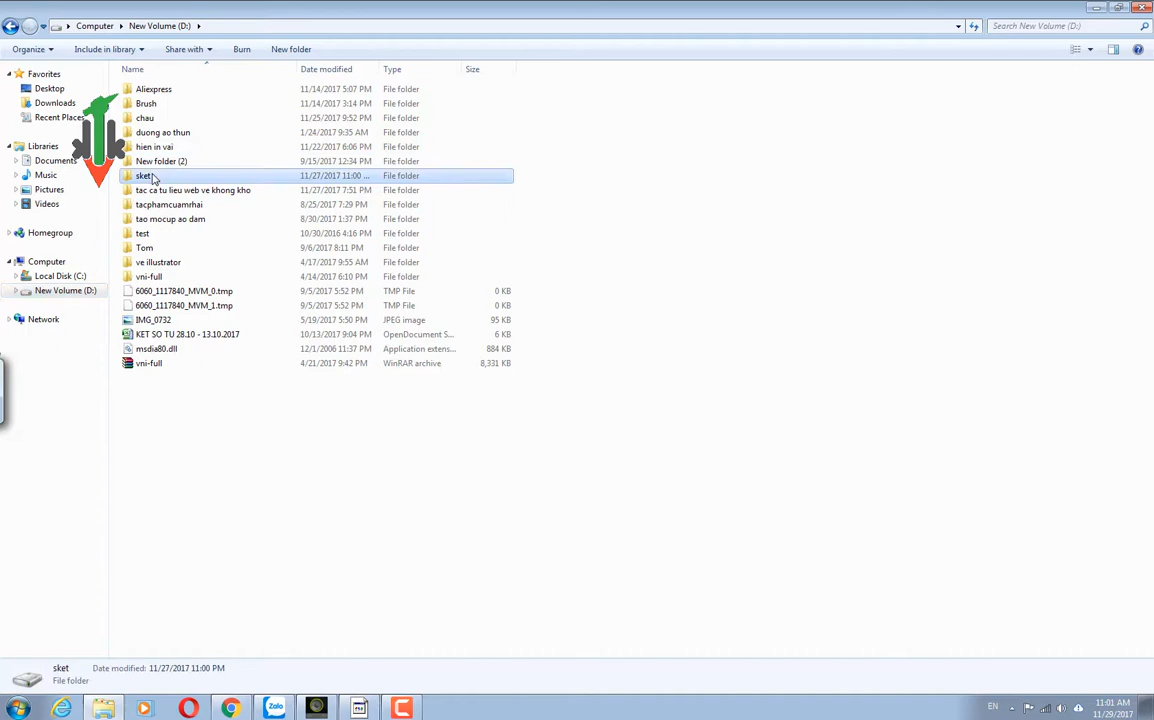 Computer ▸ New Volume (D:) ▸
Search New Volume (D:)
Organize Include in library Share with Burn New folder
Name Date modified Type Size
Favorites
Desktop
Downloads
Recent Places
Libraries
Documents
Music
Pictures
Videos
Homegroup
Computer
Local Disk (C:)
New Volume (D:)
Network
Aliexpress 11/14/2017 5:07 PM File folder
Brush 11/14/2017 3:14 PM File folder
chau 11/25/2017 9:52 PM File folder
duong ao thun 1/24/2017 9:35 AM File folder
hien in vai 11/22/2017 6:06 PM File folder
New folder (2) 9/15/2017 12:34 PM File folder
sket 11/27/2017 11:00 ... File folder
tac ca tu lieu web ve khong kho 11/27/2017 7:51 PM File folder
tacphamcuamrhai 8/25/2017 7:29 PM File folder
tao mocup ao dam 8/30/2017 1:37 PM File folder
test 10/30/2016 4:16 PM File folder
Tom 9/6/2017 8:11 PM File folder
ve illustrator 4/17/2017 9:55 AM File folder
vni-full 4/14/2017 6:10 PM File folder
6060_1117840_MVM_0.tmp 9/5/2017 5:52 PM TMP File 0 KB
6060_1117840_MVM_1.tmp 9/5/2017 5:52 PM TMP File 0 KB
IMG_0732 5/19/2017 5:50 PM JPEG image 95 KB
KET SO TU 28.10 - 13.10.2017 10/13/2017 9:04 PM OpenDocument S... 6 KB
msdia80.dll 12/1/2006 11:37 PM Application extens... 884 KB
vni-full 4/21/2017 9:42 PM WinRAR archive 8,331 KB
sket Date modified: 11/27/2017 11:00 PM
File folder
Zalo
EN
11:01 AM
11/29/2017